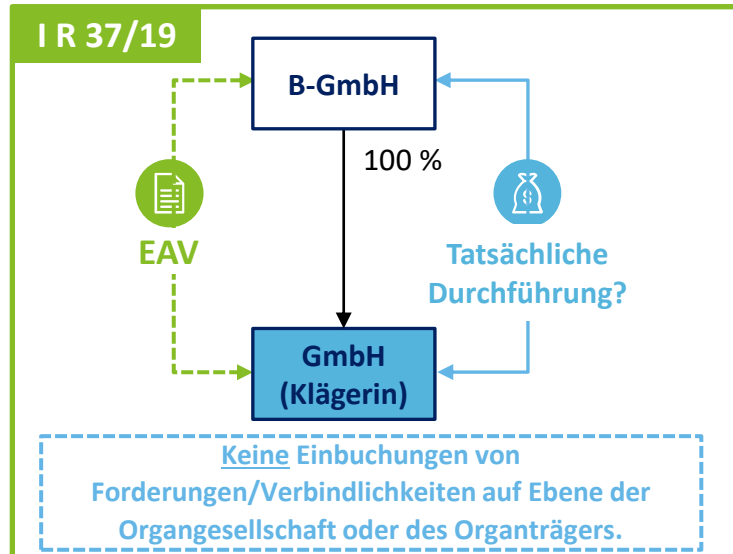 I R 37/19
B-GmbH
100 %
EAV
Tatsächliche
Durchführung?
GmbH
(Klägerin)
Keine Einbuchungen von
Forderungen/Verbindlichkeiten auf Ebene der
Organgesellschaft oder des Organträgers.